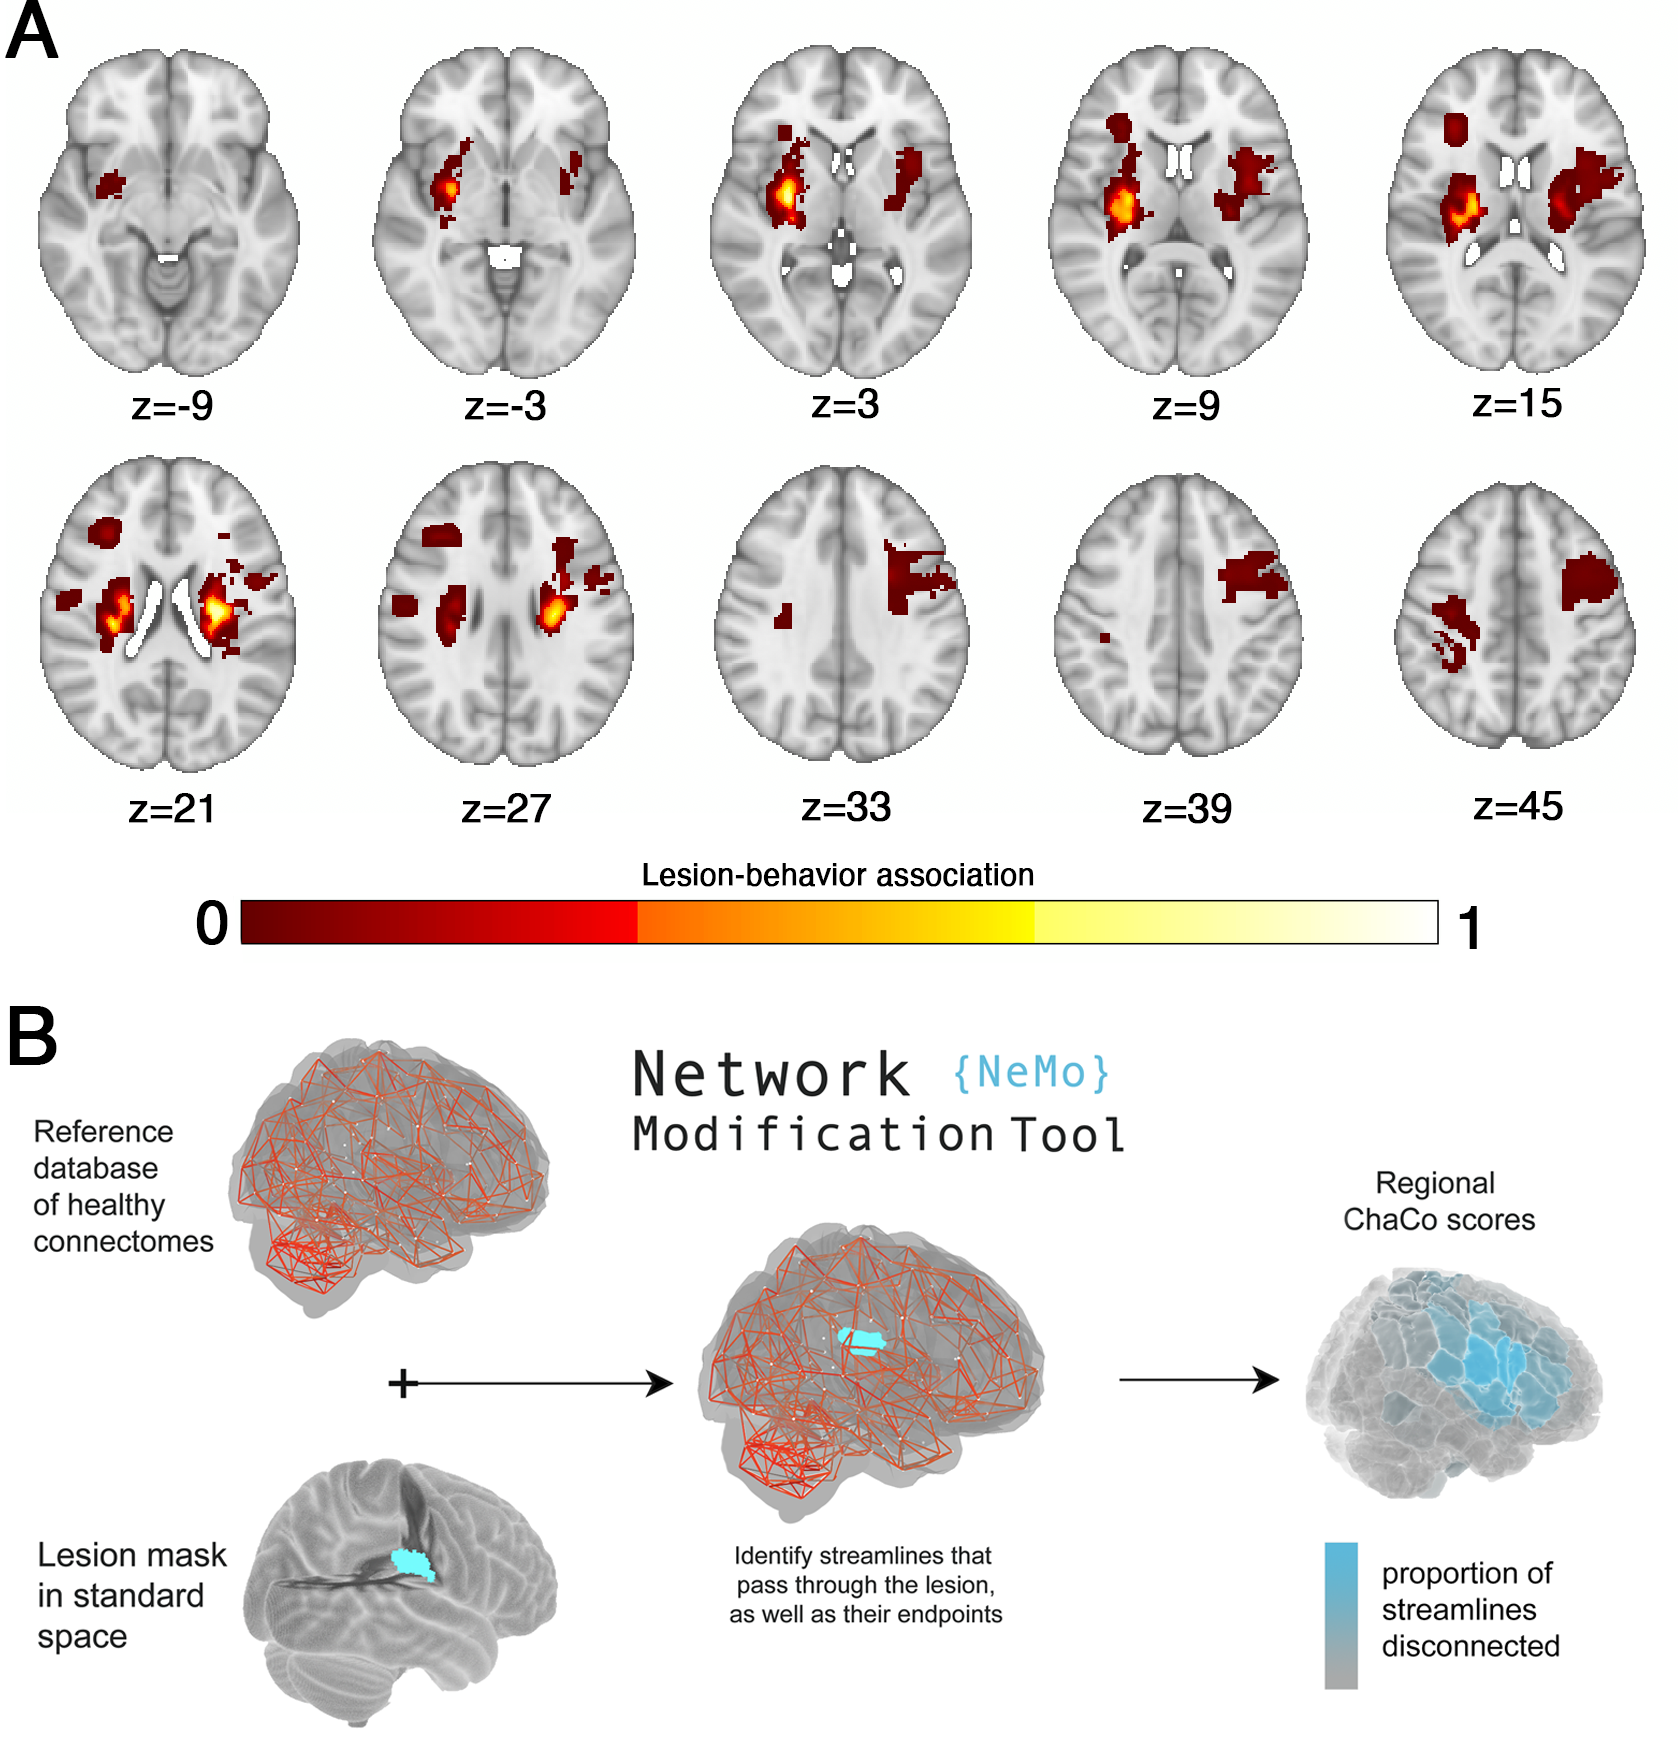 A
z=-9
z=-3
z=3
z=9
z=15
z=21
z=27
z=33
z=39
z=45
Lesion-behavior association
0
1
B
Reference
database
of healthy
connectomes
Network {NeMo}
Modification Tool
Regional
ChaCo scores
+
Lesion mask
in standard
space
Identify streamlines that
pass through the lesion,
as well as their endpoints
proportion of
streamlines
disconnected